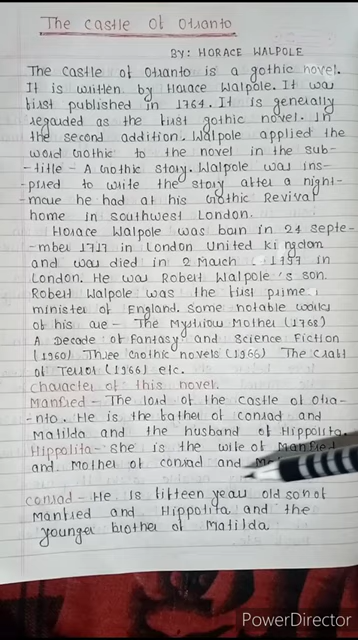 The castle of Otranto
BY: HORACE WALPOLE
The castle of Otranto is a gothic novel.
It is written by Horace Walpole. It was
first published in 1764. It is generally
regarded as the first gothic novel. In
the second addition. Walpole applied the
word Gothic to the novel in the sub-
-title - A Gothic story. Walpole was ins-
-pired to write the story after a night-
-mare he had at his Gothic Revival
home in southwest London.
Horace Walpole was born in 24 septe-
-mber 1717 in London United kingdon
and was died in 2 March, 1797 in
London. He was Robert Walpole's son.
Robert Walpole was the first prime
minister of England. Some notable works
of his are - The Mystriow Mother (1768)
A Decade of Fantasy and Science Fiction
(1960) Three Gothic novels (1966) The Craft
of Terror (1966) etc.
Character of this novel.
Manfred - The lord of the castle of Otra-
-nto. He is the father of conrad and
Matilda and the husband of Hippolita.
Hippolita - she is the wife of Manfred
and. Mother of conrad and
conrad - He is fifteen year old son of
Manfred and Hippolita and the
younger brother of Matilda
PowerDirector